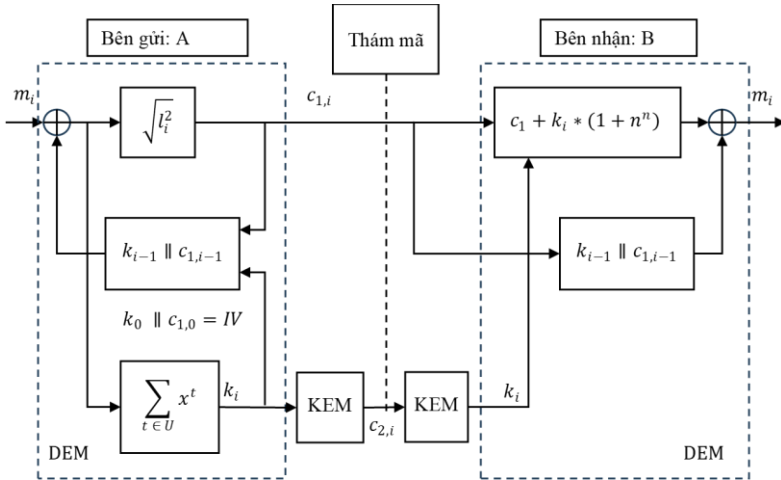 Bên gửi: A
Thám mã
Bên nhận: B
m_i
√(l_i^2)
c_{1,i}
c_1 + k_i * (1 + n^n)
m_i
k_{i−1} ∥ c_{1,i−1}
k_{i−1} ∥ c_{1,i−1}
k_0 ∥ c_{1,0} = IV
∑_{t ∈ U} x^t
k_i
KEM
c_{2,i}
KEM
k_i
DEM
DEM